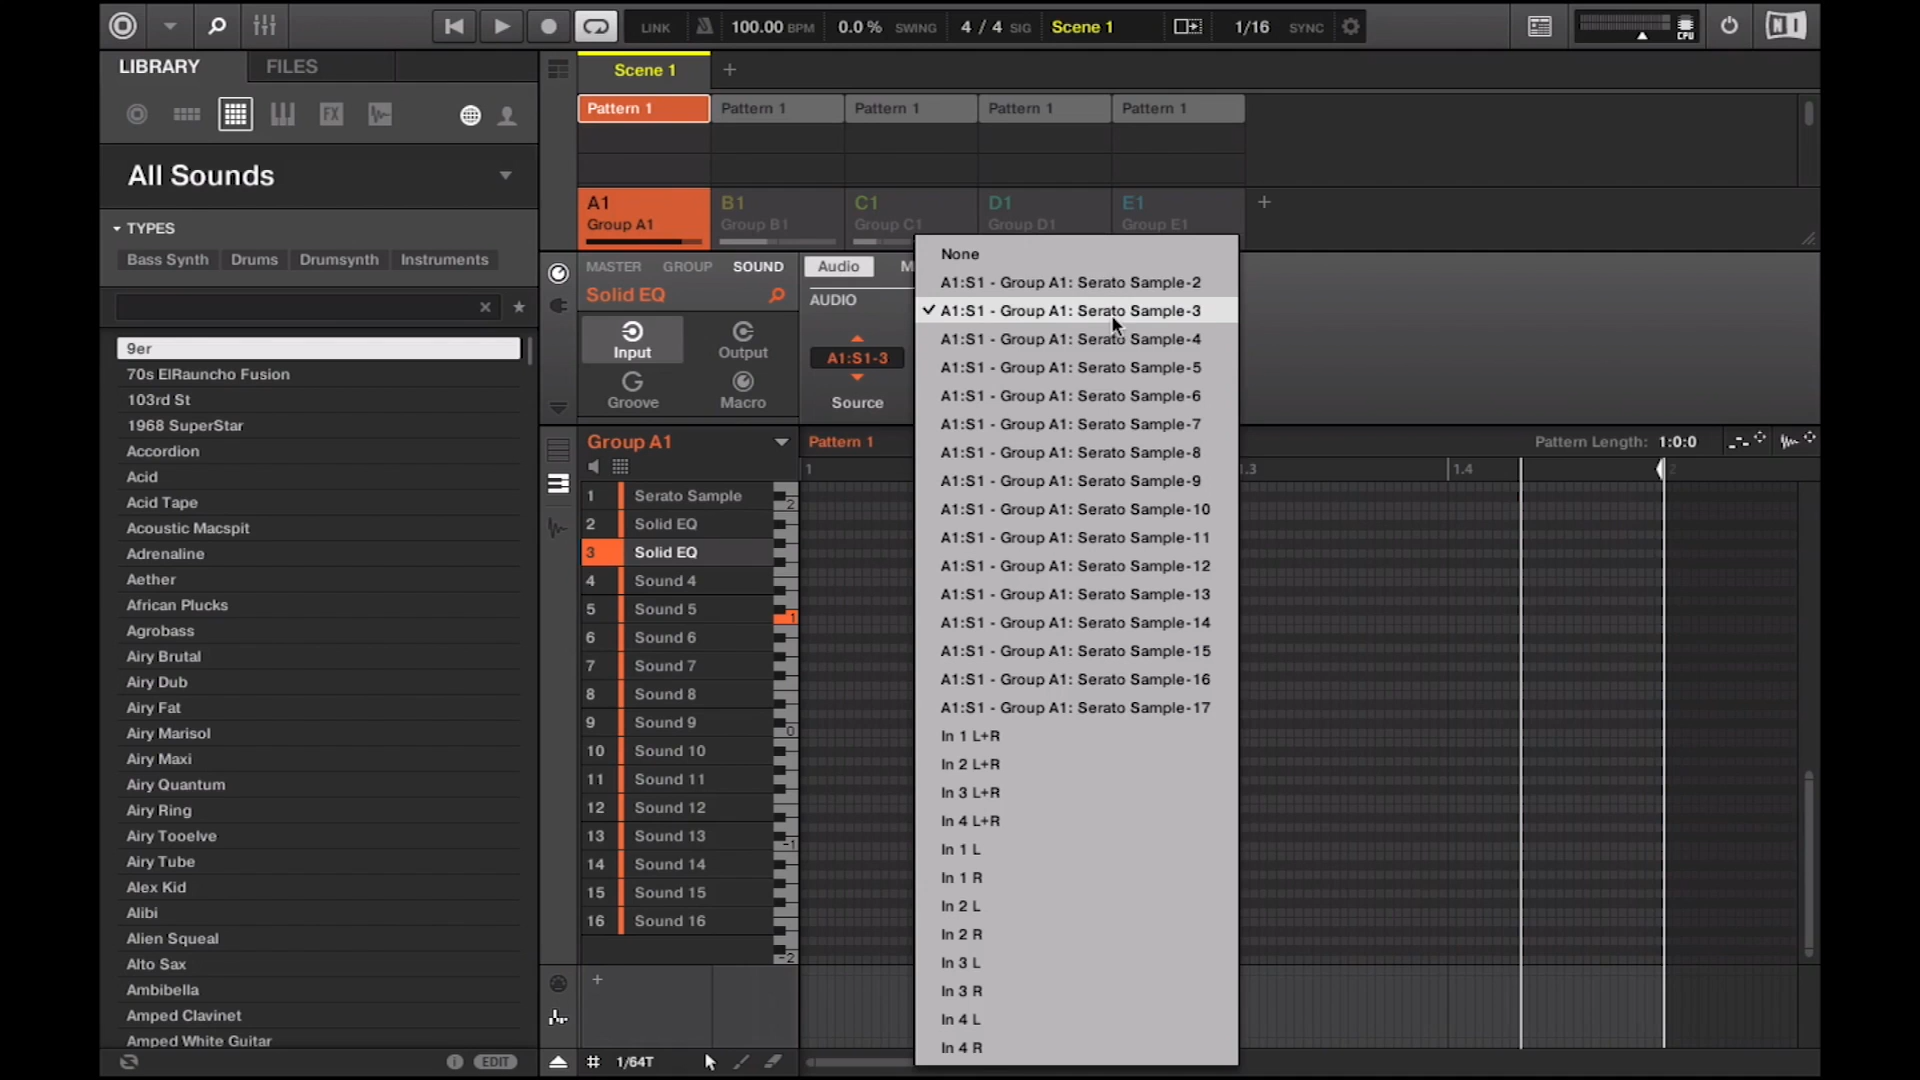 LINK
100.00 BPM
0.0% SWING
4 / 4 SIG
Scene 1
1/16 SYNC
CPU
NI
LIBRARY
FILES
FX
All Sounds
TYPES
Bass Synth
Drums
Drumsynth
Instruments
9er
70s ElRauncho Fusion
103rd St
1968 SuperStar
Accordion
Acid
Acid Tape
Acoustic Macspit
Adrenaline
Aether
African Plucks
Agrobass
Airy Brutal
Airy Dub
Airy Fat
Airy Marisol
Airy Maxi
Airy Quantum
Airy Ring
Airy Tooelve
Airy Tube
Alex Kid
Alibi
Alien Squeal
Alto Sax
Ambibella
Amped Clavinet
Amped White Guitar
EDIT
Scene 1
Pattern 1
Pattern 1
Pattern 1
Pattern 1
Pattern 1
A1
Group A1
B1
Group B1
C1
Group C1
D1
Group D1
E1
Group E1
MASTER
GROUP
SOUND
Solid EQ
Input
Output
Groove
Macro
Audio
AUDIO
A1:S1-3
Source
None
A1:S1 - Group A1: Serato Sample-2
A1:S1 - Group A1: Serato Sample-3
A1:S1 - Group A1: Serato Sample-4
A1:S1 - Group A1: Serato Sample-5
A1:S1 - Group A1: Serato Sample-6
A1:S1 - Group A1: Serato Sample-7
A1:S1 - Group A1: Serato Sample-8
A1:S1 - Group A1: Serato Sample-9
A1:S1 - Group A1: Serato Sample-10
A1:S1 - Group A1: Serato Sample-11
A1:S1 - Group A1: Serato Sample-12
A1:S1 - Group A1: Serato Sample-13
A1:S1 - Group A1: Serato Sample-14
A1:S1 - Group A1: Serato Sample-15
A1:S1 - Group A1: Serato Sample-16
A1:S1 - Group A1: Serato Sample-17
In 1 L+R
In 2 L+R
In 3 L+R
In 4 L+R
In 1 L
In 1 R
In 2 L
In 2 R
In 3 L
In 3 R
In 4 L
In 4 R
Group A1
Pattern 1
Pattern Length: 1:0:0
1
1.3
1.4
2
1 Serato Sample
2 Solid EQ
3 Solid EQ
4 Sound 4
5 Sound 5
6 Sound 6
7 Sound 7
8 Sound 8
9 Sound 9
10 Sound 10
11 Sound 11
12 Sound 12
13 Sound 13
14 Sound 14
15 Sound 15
16 Sound 16
2
1
0
-1
-2
1/64T